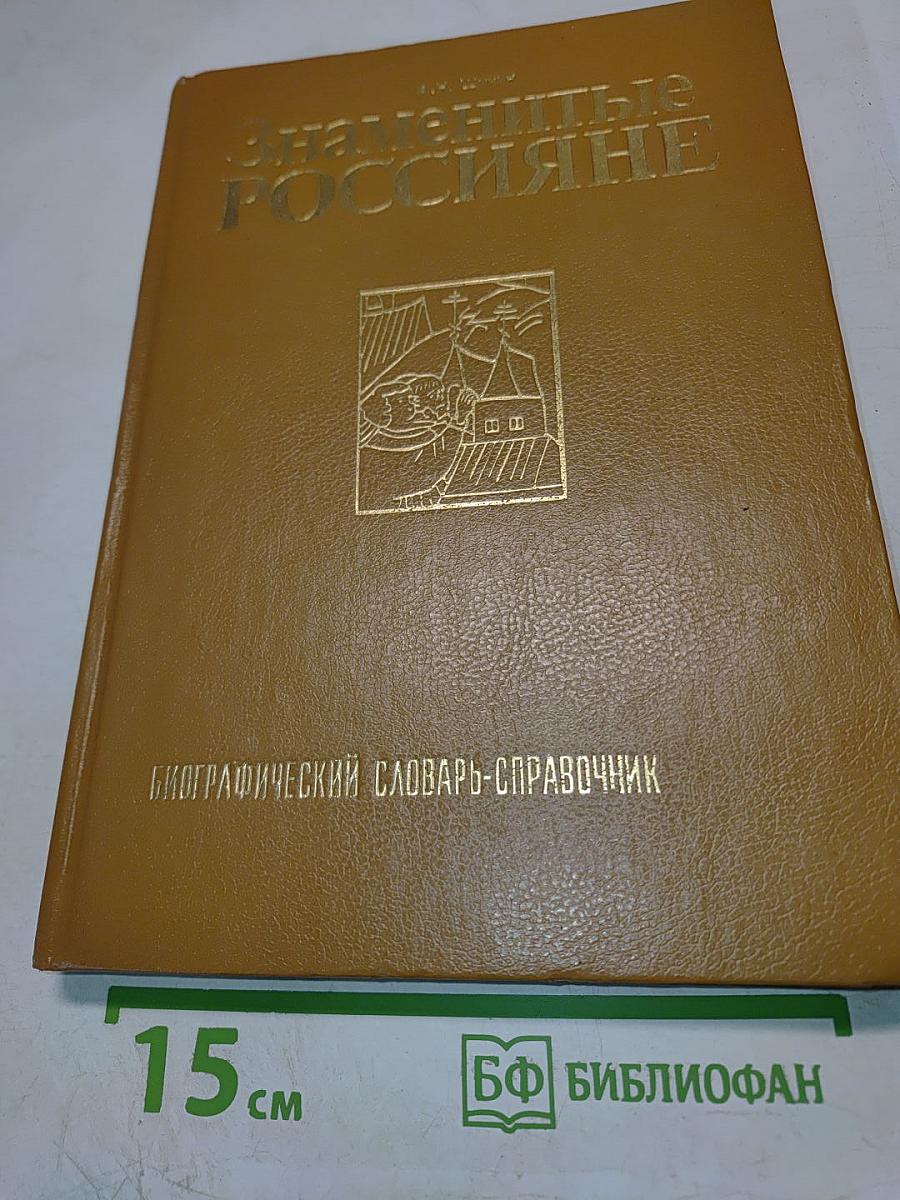 Знаменитые
РОССИЯНЕ
БИОГРАФИЧЕСКИЙ СЛОВАРЬ-СПРАВОЧНИК
15 см
БФ БИБЛИОФАН